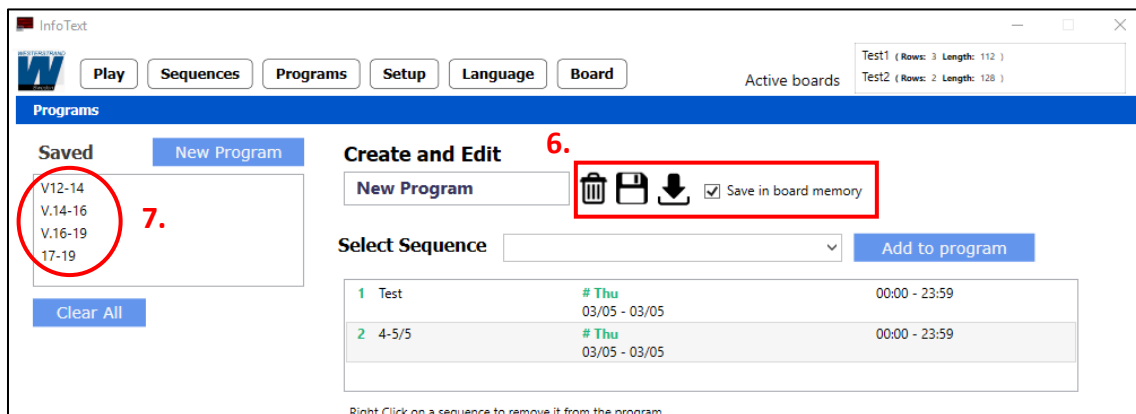 InfoText
WESTERSTRAND
Play Sequences Programs Setup Language Board
Active boards
Test1 ( Rows: 3 Length: 112 )
Test2 ( Rows: 2 Length: 128 )
Programs
Saved
New Program
V12-14
V.14-16
V.16-19
17-19
7.
Clear All
Create and Edit
6.
New Program
Save in board memory
Select Sequence
Add to program
1 Test # Thu 00:00 - 23:59
03/05 - 03/05
2 4-5/5 # Thu 00:00 - 23:59
03/05 - 03/05
Right Click on a sequence to remove it from the program